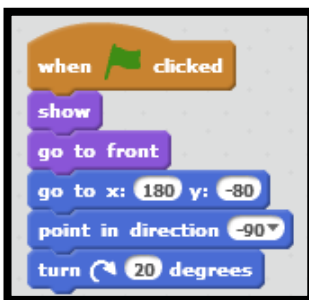 when clicked
show
go to front
go to x: 180 y: -80
point in direction -90
turn 20 degrees